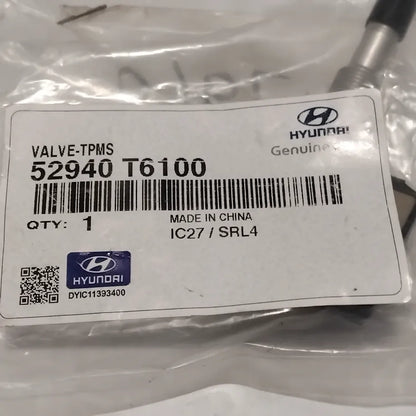 HYUNDAI
Genuine
VALVE-TPMS
52940 T6100
QTY: 1
MADE IN CHINA
IC27 / SRL4
HYUNDAI
DYIC11393400